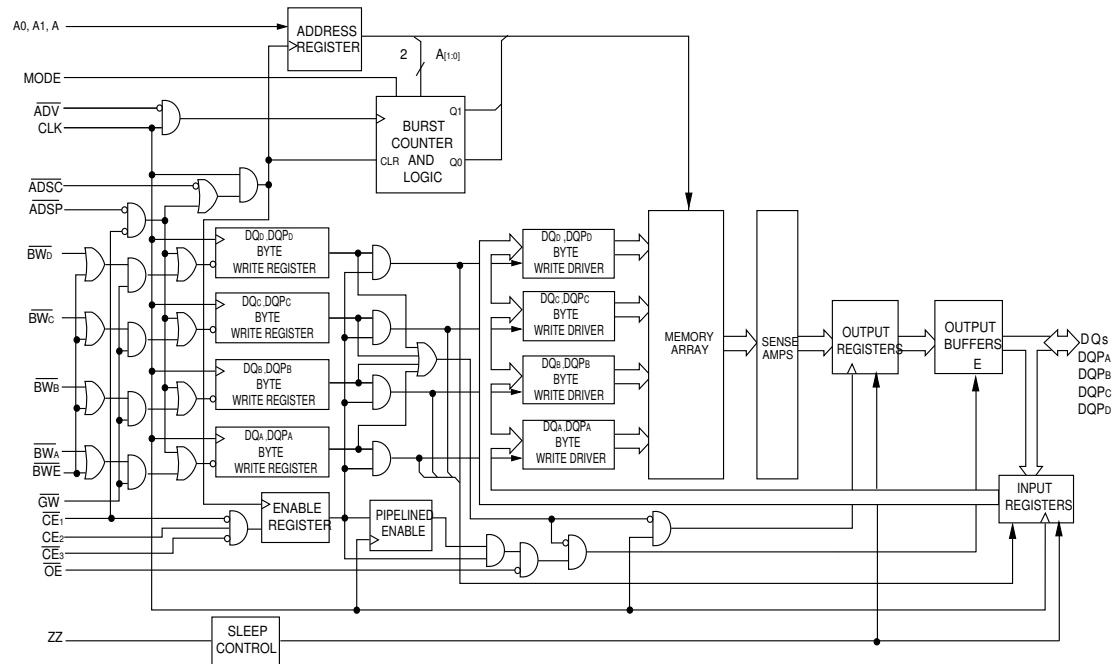 A0, A1, A
ADDRESS
REGISTER
2 A[1:0]
MODE
ADV
CLK
BURST
COUNTER
AND
LOGIC
CLR
Q1
Q0
ADSC
ADSP
BWD
DQD,DQPD
BYTE
WRITE REGISTER
DQD,DQPD
BYTE
WRITE DRIVER
BWC
DQC,DQPC
BYTE
WRITE REGISTER
DQC,DQPC
BYTE
WRITE DRIVER
MEMORY
ARRAY
SENSE
AMPS
OUTPUT
REGISTERS
OUTPUT
BUFFERS
E
DQs
DQPA
DQPB
DQPC
DQPD
BWB
DQB,DQPB
BYTE
WRITE REGISTER
DQB,DQPB
BYTE
WRITE DRIVER
BWA
BWE
DQA,DQPA
BYTE
WRITE REGISTER
DQA,DQPA
BYTE
WRITE DRIVER
GW
CE1
CE2
CE3
OE
ENABLE
REGISTER
PIPELINED
ENABLE
INPUT
REGISTERS
ZZ
SLEEP
CONTROL